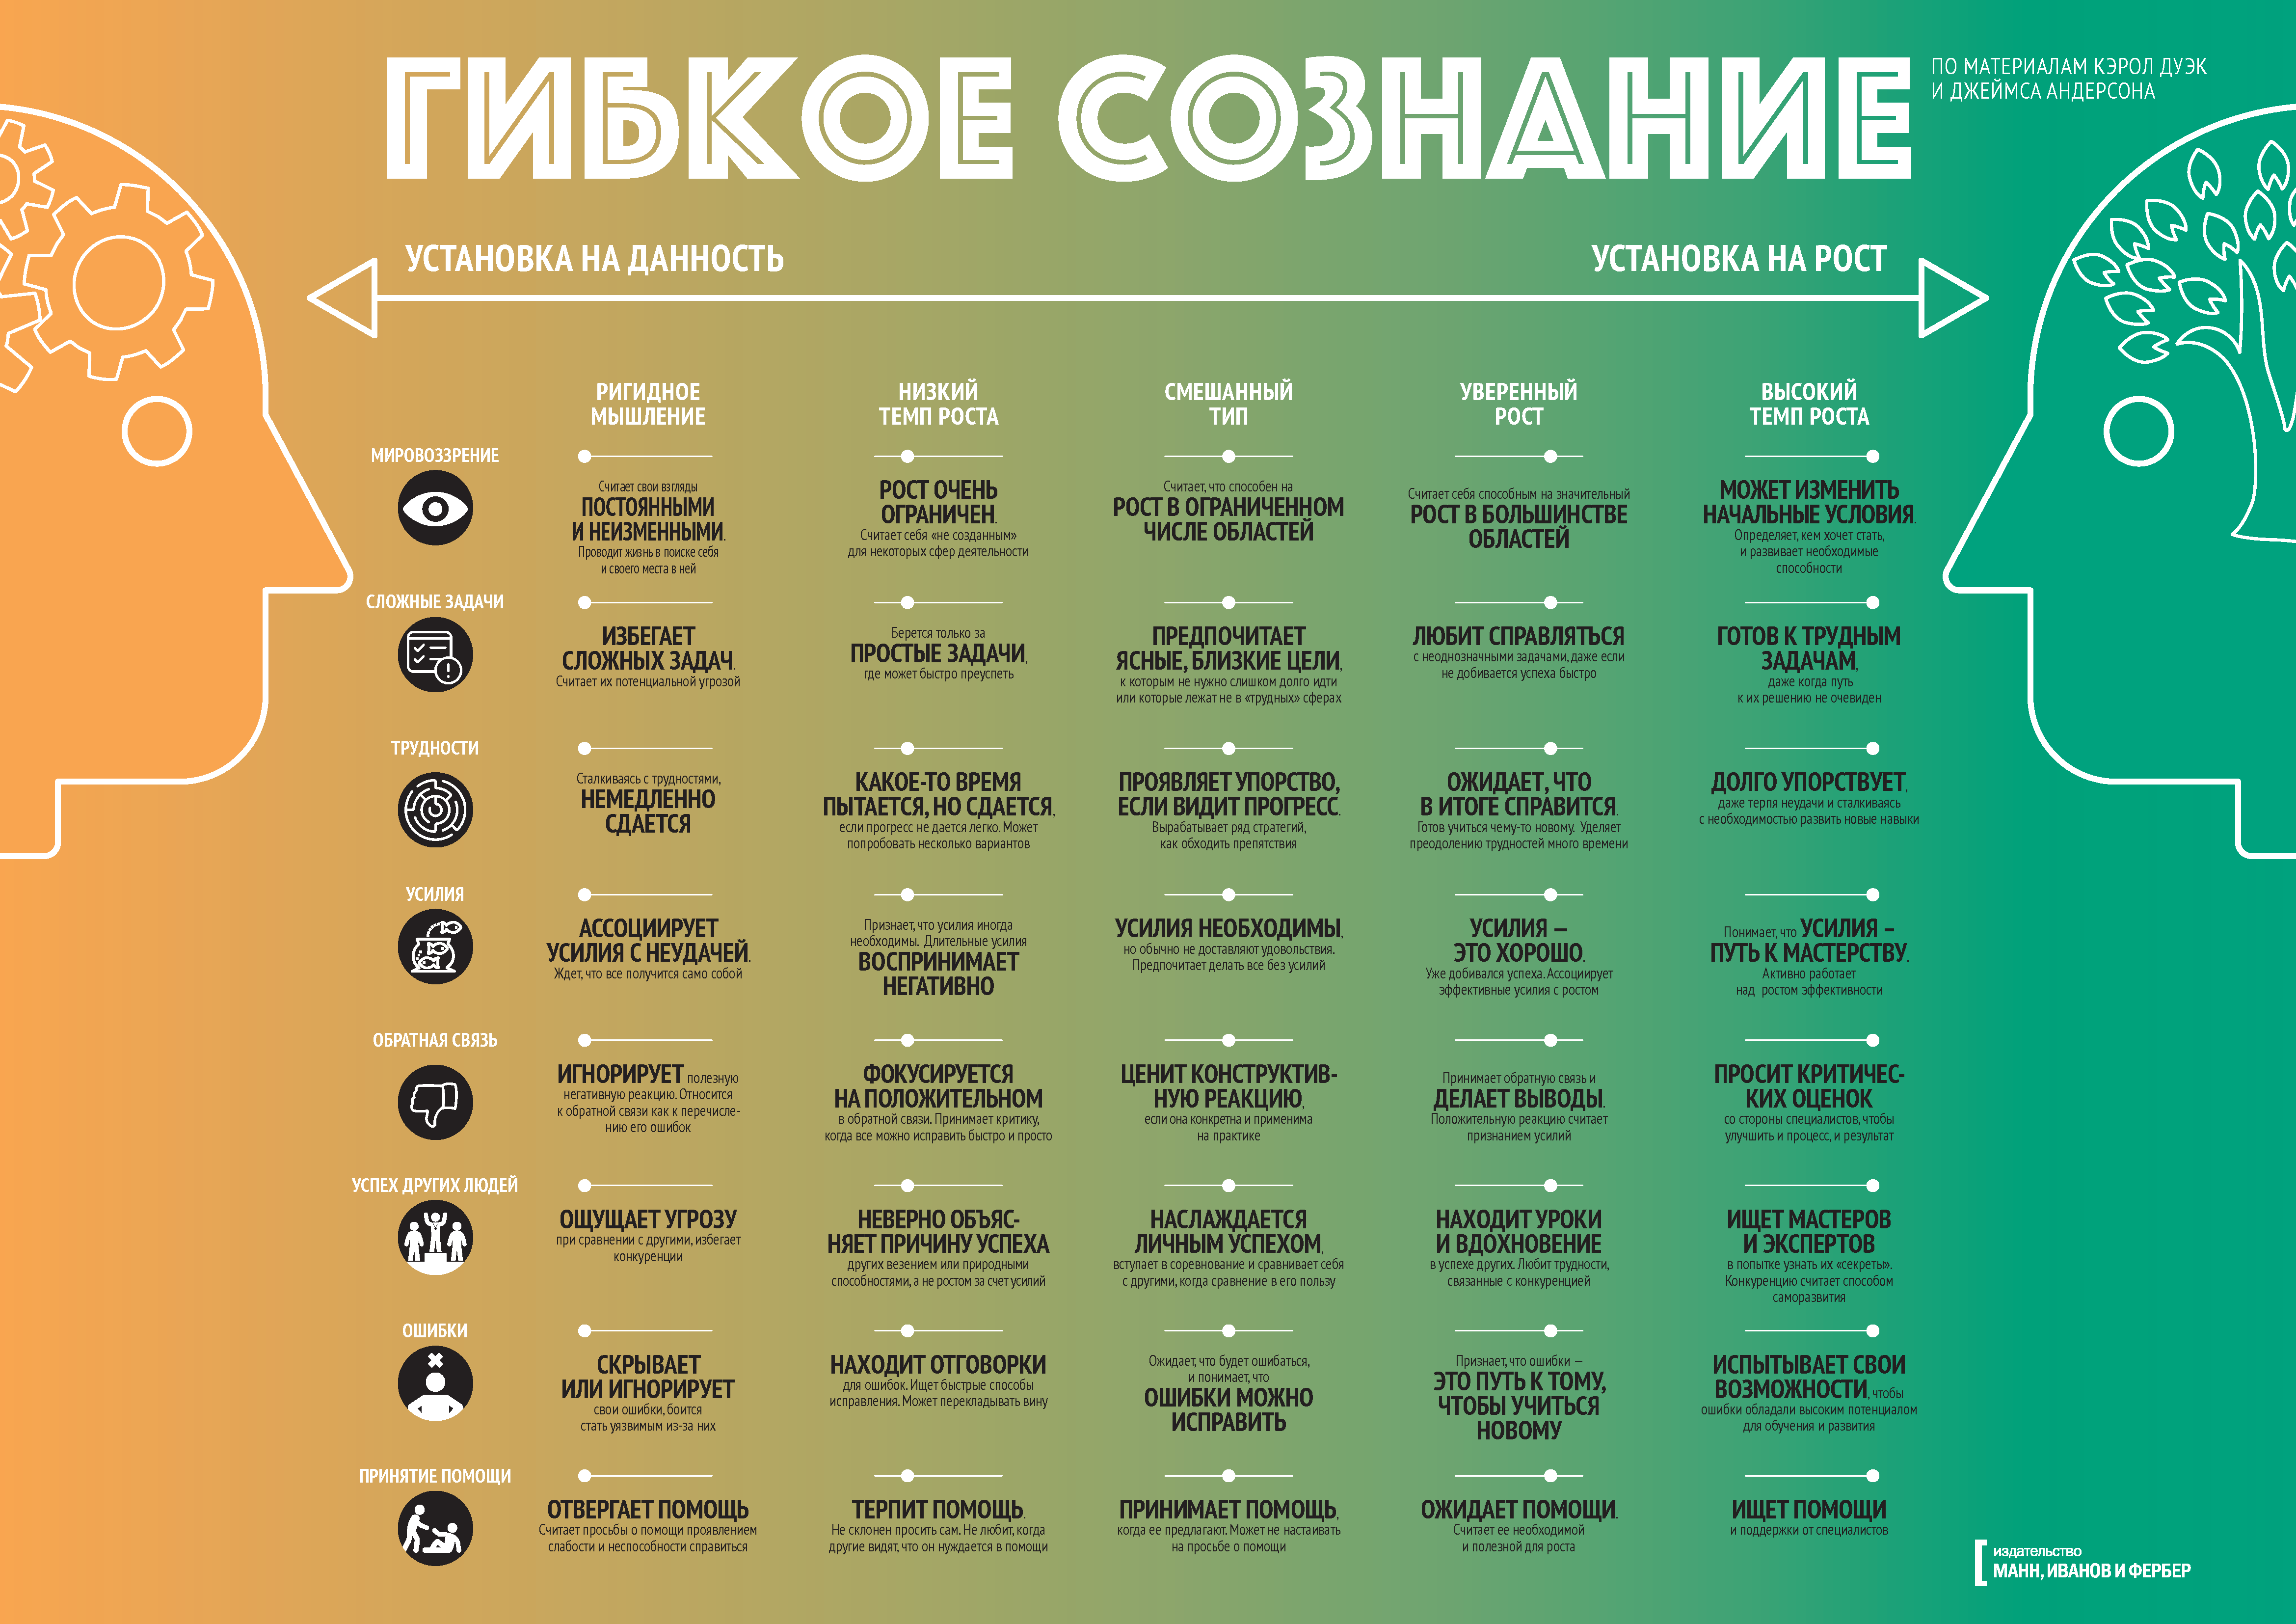 ГИБКОЕ СОЗНАНИЕ
ПО МАТЕРИАЛАМ КЭРОЛ ДУЭК
И ДЖЕЙМСА АНДЕРСОНА
УСТАНОВКА НА ДАННОСТЬ
УСТАНОВКА НА РОСТ
РИГИДНОЕ
МЫШЛЕНИЕ
НИЗКИЙ
ТЕМП РОСТА
СМЕШАННЫЙ
ТИП
УВЕРЕННЫЙ
РОСТ
ВЫСОКИЙ
ТЕМП РОСТА
МИРОВОЗЗРЕНИЕ
Считает свои взгляды
ПОСТОЯННЫМИ
И НЕИЗМЕННЫМИ.
Проводит жизнь в поиске себя
и своего места в ней
РОСТ ОЧЕНЬ
ОГРАНИЧЕН.
Считает себя «не созданным»
для некоторых сфер деятельности
Считает, что способен на
РОСТ В ОГРАНИЧЕННОМ
ЧИСЛЕ ОБЛАСТЕЙ
Считает себя способным на значительный
РОСТ В БОЛЬШИНСТВЕ
ОБЛАСТЕЙ
МОЖЕТ ИЗМЕНИТЬ
НАЧАЛЬНЫЕ УСЛОВИЯ.
Определяет, кем хочет стать,
и развивает необходимые
способности
СЛОЖНЫЕ ЗАДАЧИ
ИЗБЕГАЕТ
СЛОЖНЫХ ЗАДАЧ.
Считает их потенциальной угрозой
Берется только за
ПРОСТЫЕ ЗАДАЧИ,
где может быстро преуспеть
ПРЕДПОЧИТАЕТ
ЯСНЫЕ, БЛИЗКИЕ ЦЕЛИ,
к которым не нужно слишком долго идти
или которые лежат не в «трудных» сферах
ЛЮБИТ СПРАВЛЯТЬСЯ
с неоднозначными задачами, даже если
не добивается успеха быстро
ГОТОВ К ТРУДНЫМ
ЗАДАЧАМ,
даже когда путь
к их решению не очевиден
ТРУДНОСТИ
Сталкиваясь с трудностями,
НЕМЕДЛЕННО
СДАЕТСЯ
КАКОЕ-ТО ВРЕМЯ
ПЫТАЕТСЯ, НО СДАЕТСЯ,
если прогресс не дается легко. Может
попробовать несколько вариантов
ПРОЯВЛЯЕТ УПОРСТВО,
ЕСЛИ ВИДИТ ПРОГРЕСС.
Вырабатывает ряд стратегий,
как обходить препятствия
ОЖИДАЕТ, ЧТО
В ИТОГЕ СПРАВИТСЯ.
Готов учиться чему-то новому. Уделяет
преодолению трудностей много времени
ДОЛГО УПОРСТВУЕТ,
даже терпя неудачи и сталкиваясь
с необходимостью развить новые навыки
УСИЛИЯ
АССОЦИИРУЕТ
УСИЛИЯ С НЕУДАЧЕЙ.
Ждет, что все получится само собой
Признает, что усилия иногда
необходимы. Длительные усилия
ВОСПРИНИМАЕТ
НЕГАТИВНО
УСИЛИЯ НЕОБХОДИМЫ,
но обычно не доставляют удовольствия.
Предпочитает делать все без усилий
УСИЛИЯ —
ЭТО ХОРОШО.
Уже добивался успеха. Ассоциирует
эффективные усилия с ростом
Понимает, что УСИЛИЯ –
ПУТЬ К МАСТЕРСТВУ.
Активно работает
над ростом эффективности
ОБРАТНАЯ СВЯЗЬ
ИГНОРИРУЕТ полезную
негативную реакцию. Относится
к обратной связи как к перечисле-
нию его ошибок
ФОКУСИРУЕТСЯ
НА ПОЛОЖИТЕЛЬНОМ
в обратной связи. Принимает критику,
когда все можно исправить быстро и просто
ЦЕНИТ КОНСТРУКТИВ-
НУЮ РЕАКЦИЮ,
если она конкретна и применима
на практике
Принимает обратную связь и
ДЕЛАЕТ ВЫВОДЫ.
Положительную реакцию считает
признанием усилий
ПРОСИТ КРИТИЧЕС-
КИХ ОЦЕНОК
со стороны специалистов, чтобы
улучшить и процесс, и результат
УСПЕХ ДРУГИХ ЛЮДЕЙ
ОЩУЩАЕТ УГРОЗУ
при сравнении с другими, избегает
конкуренции
НЕВЕРНО ОБЪЯС-
НЯЕТ ПРИЧИНУ УСПЕХА
других везением или природными
способностями, а не ростом за счет усилий
НАСЛАЖДАЕТСЯ
ЛИЧНЫМ УСПЕХОМ,
вступает в соревнование и сравнивает себя
с другими, когда сравнение в его пользу
НАХОДИТ УРОКИ
И ВДОХНОВЕНИЕ
в успехе других. Любит трудности,
связанные с конкуренцией
ИЩЕТ МАСТЕРОВ
И ЭКСПЕРТОВ
в попытке узнать их «секреты».
Конкуренцию считает способом
саморазвития
ОШИБКИ
СКРЫВАЕТ
ИЛИ ИГНОРИРУЕТ
свои ошибки, боится
стать уязвимым из-за них
НАХОДИТ ОТГОВОРКИ
для ошибок. Ищет быстрые способы
исправления. Может перекладывать вину
Ожидает, что будет ошибаться,
и понимает, что
ОШИБКИ МОЖНО
ИСПРАВИТЬ
Признает, что ошибки —
ЭТО ПУТЬ К ТОМУ,
ЧТОБЫ УЧИТЬСЯ
НОВОМУ
ИСПЫТЫВАЕТ СВОИ
ВОЗМОЖНОСТИ, чтобы
ошибки обладали высоким потенциалом
для обучения и развития
ПРИНЯТИЕ ПОМОЩИ
ОТВЕРГАЕТ ПОМОЩЬ
Считает просьбы о помощи проявлением
слабости и неспособности справиться
ТЕРПИТ ПОМОЩЬ.
Не склонен просить сам. Не любит, когда
другие видят, что он нуждается в помощи
ПРИНИМАЕТ ПОМОЩЬ,
когда ее предлагают. Может не настаивать
на просьбе о помощи
ОЖИДАЕТ ПОМОЩИ.
Считает ее необходимой
и полезной для роста
ИЩЕТ ПОМОЩИ
и поддержки от специалистов
издательство
МАНН, ИВАНОВ И ФЕРБЕР